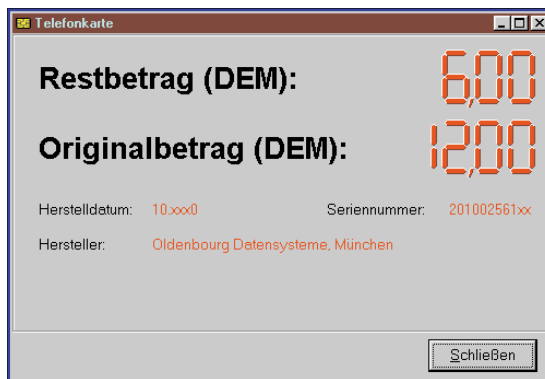 Telefonkarte
Restbetrag (DEM): 6,00
Originalbetrag (DEM): 12,00
Herstelldatum: 10.xxx0 Seriennummer: 201002561xx
Hersteller: Oldenbourg Datensysteme, München
Schließen